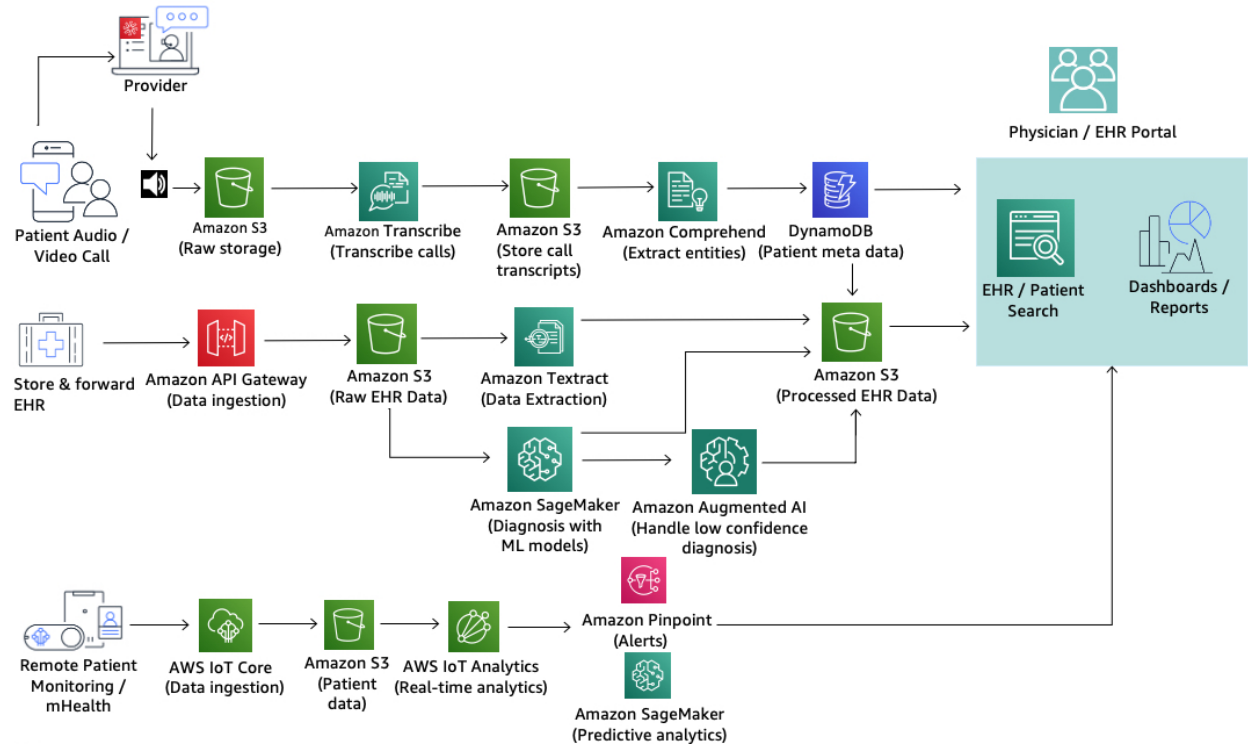 Provider
Physician / EHR Portal
Patient Audio /
Video Call
Amazon S3
(Raw storage)
Amazon Transcribe
(Transcribe calls)
Amazon S3
(Store call
transcripts)
Amazon Comprehend
(Extract entities)
DynamoDB
(Patient meta data)
EHR / Patient
Search
Dashboards /
Reports
Store & forward
EHR
Amazon API Gateway
(Data ingestion)
Amazon S3
(Raw EHR Data)
Amazon Textract
(Data Extraction)
Amazon S3
(Processed EHR Data)
Amazon SageMaker
(Diagnosis with
ML models)
Amazon Augmented AI
(Handle low confidence
diagnosis)
Remote Patient
Monitoring /
mHealth
AWS IoT Core
(Data ingestion)
Amazon S3
(Patient
data)
AWS IoT Analytics
(Real-time analytics)
Amazon Pinpoint
(Alerts)
Amazon SageMaker
(Predictive analytics)